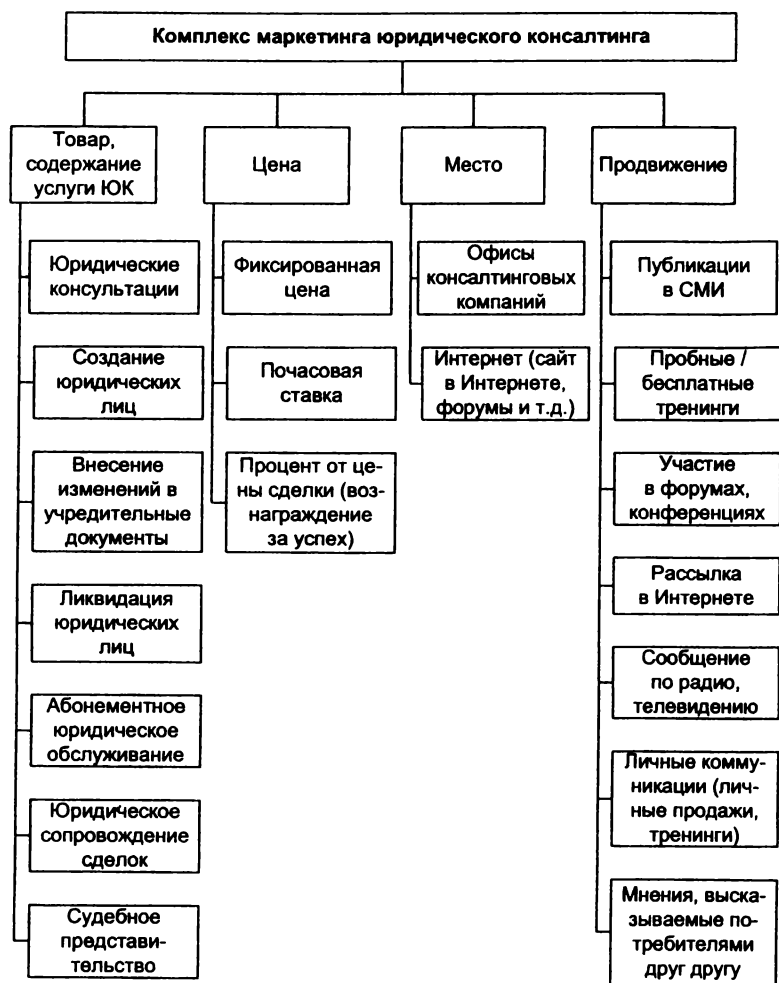 Комплекс маркетинга юридического консалтинга
Товар,
содержание
услуги ЮК
Цена
Место
Продвижение
Юридические
консультации
Создание
юридических
лиц
Внесение
изменений в
учредительные
документы
Ликвидация
юридических
лиц
Абонементное
юридическое
обслуживание
Юридическое
сопровождение
сделок
Судебное
представи-
тельство
Фиксированная
цена
Почасовая
ставка
Процент от це-
ны сделки (воз-
награждение
за успех)
Офисы
консалтинговых
компаний
Интернет (сайт
в Интернете,
форумы и т.д.)
Публикации
в СМИ
Пробные /
бесплатные
тренинги
Участие
в форумах,
конференциях
Рассылка
в Интернете
Сообщение
по радио,
телевидению
Личные комму-
никации (лич-
ные продажи,
тренинги)
Мнения, выска-
зываемые по-
требителями
друг другу